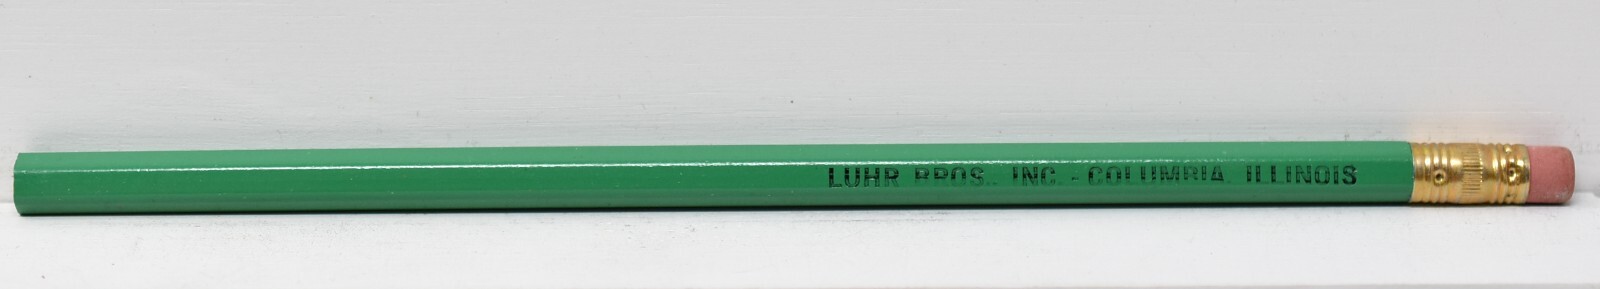 LUHR BROS., INC. - COLUMBIA, ILLINOIS